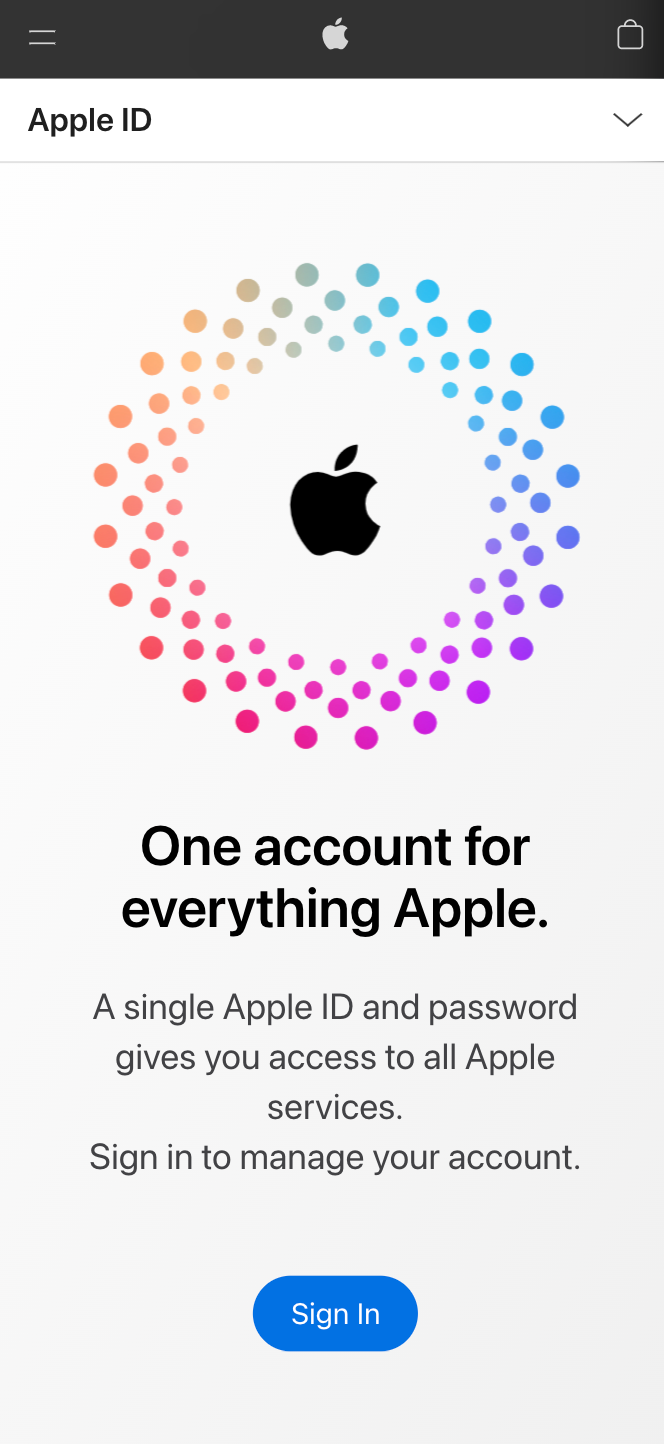 Apple ID
One account for
everything Apple.
A single Apple ID and password
gives you access to all Apple
services.
Sign in to manage your account.
Sign In